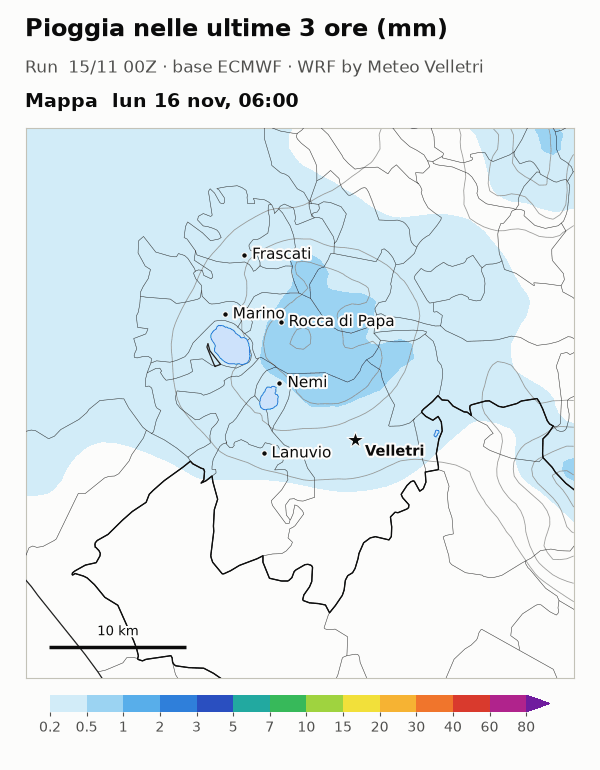 Pioggia nelle ultime 3 ore (mm)
Run 15/11 00Z · base ECMWF · WRF by Meteo Velletri
Mappa lun 16 nov, 06:00
Frascati
Marino
Rocca di Papa
Nemi
Velletri
Lanuvio
10 km
0.2 0.5 1 2 3 5 7 10 15 20 30 40 60 80